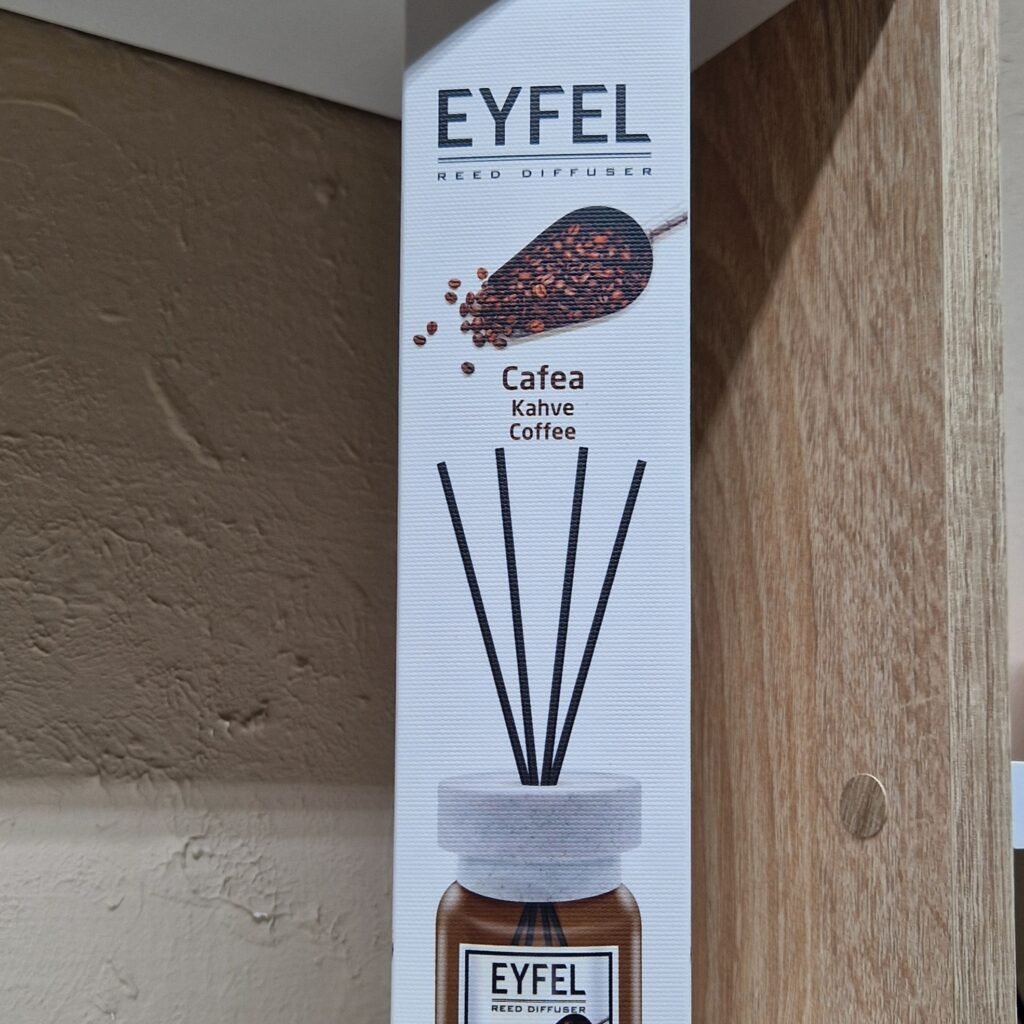 EYFEL
REED DIFFUSER
Cafea
Kahve
Coffee
EYFEL
REED DIFFUSER